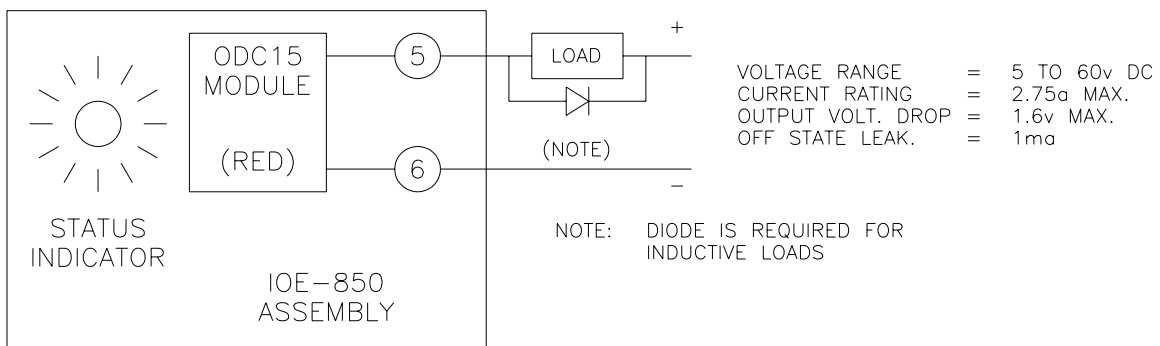 ODC15
MODULE
(RED)
5
6
LOAD
+
(NOTE)
−
VOLTAGE RANGE = 5 TO 60v DC
CURRENT RATING = 2.75a MAX.
OUTPUT VOLT. DROP = 1.6v MAX.
OFF STATE LEAK. = 1ma
STATUS
INDICATOR
NOTE: DIODE IS REQUIRED FOR
INDUCTIVE LOADS
IOE−850
ASSEMBLY